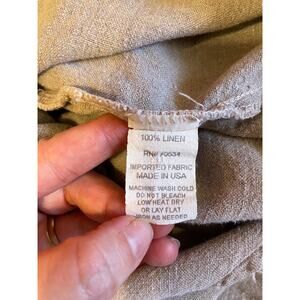 100% LINEN
RN# 70534
IMPORTED FABRIC
MADE IN USA
MACHINE WASH COLD
DO NOT BLEACH
LOW HEAT DRY
OR LAY FLAT
IRON AS NEEDED